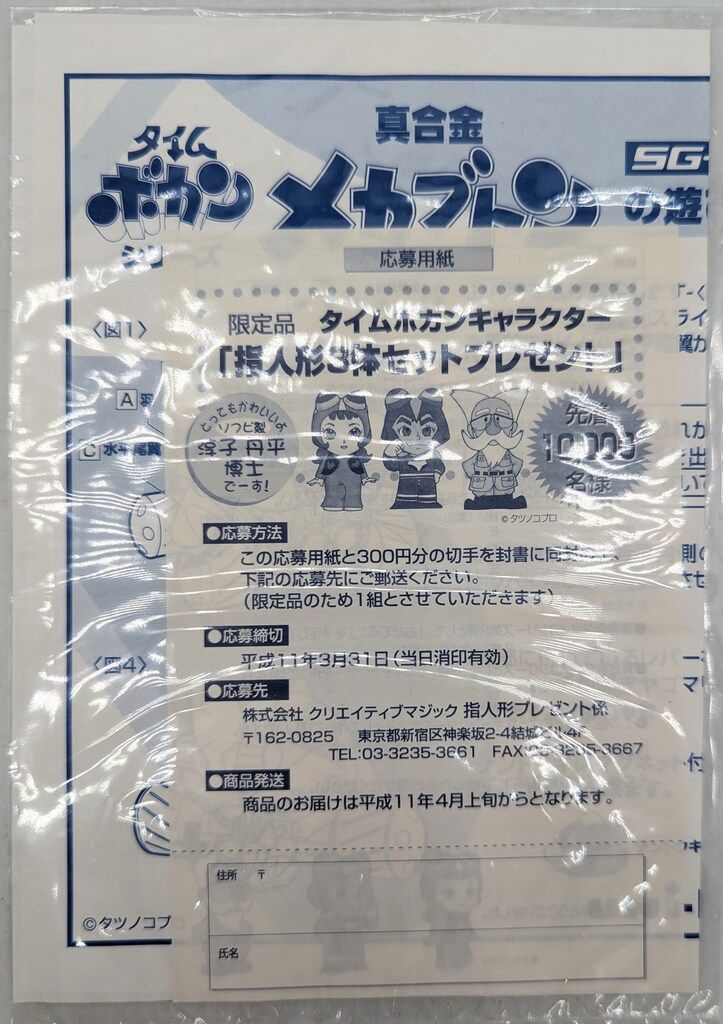 タイム
ボカン
真合金
メカブトン
SG-
の遊
応募用紙
限定品 タイムボカンキャラクター
「指人形3体セットプレゼント」
とってもかわいいよ
ソフビ製
淳子 丹平
博士
でーす!
先着
10,000
名様
©タツノコプロ
●応募方法
この応募用紙と300円分の切手を封書に同封の
下記の応募先にご郵送ください。
(限定品のため1組とさせていただきます)
●応募締切
平成11年3月31日(当日消印有効)
●応募先
株式会社 クリエイティブマジック 指人形プレゼント係
〒162-0825 東京都新宿区神楽坂2-4結城ビル4F
TEL:03-3235-3661 FAX:03-3235-3667
●商品発送
商品のお届けは平成11年4月上旬からとなります。
住所 〒
氏名
〈図1〉
A
C 水平尾翼
〈図4〉
©タツノコプ